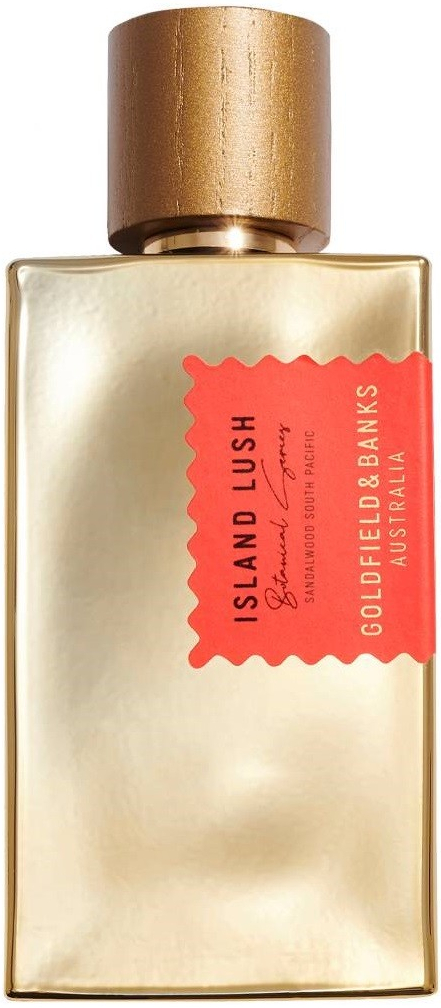 ISLAND LUSH
Botanical Series
SANDALWOOD SOUTH PACIFIC
GOLDFIELD & BANKS
AUSTRALIA